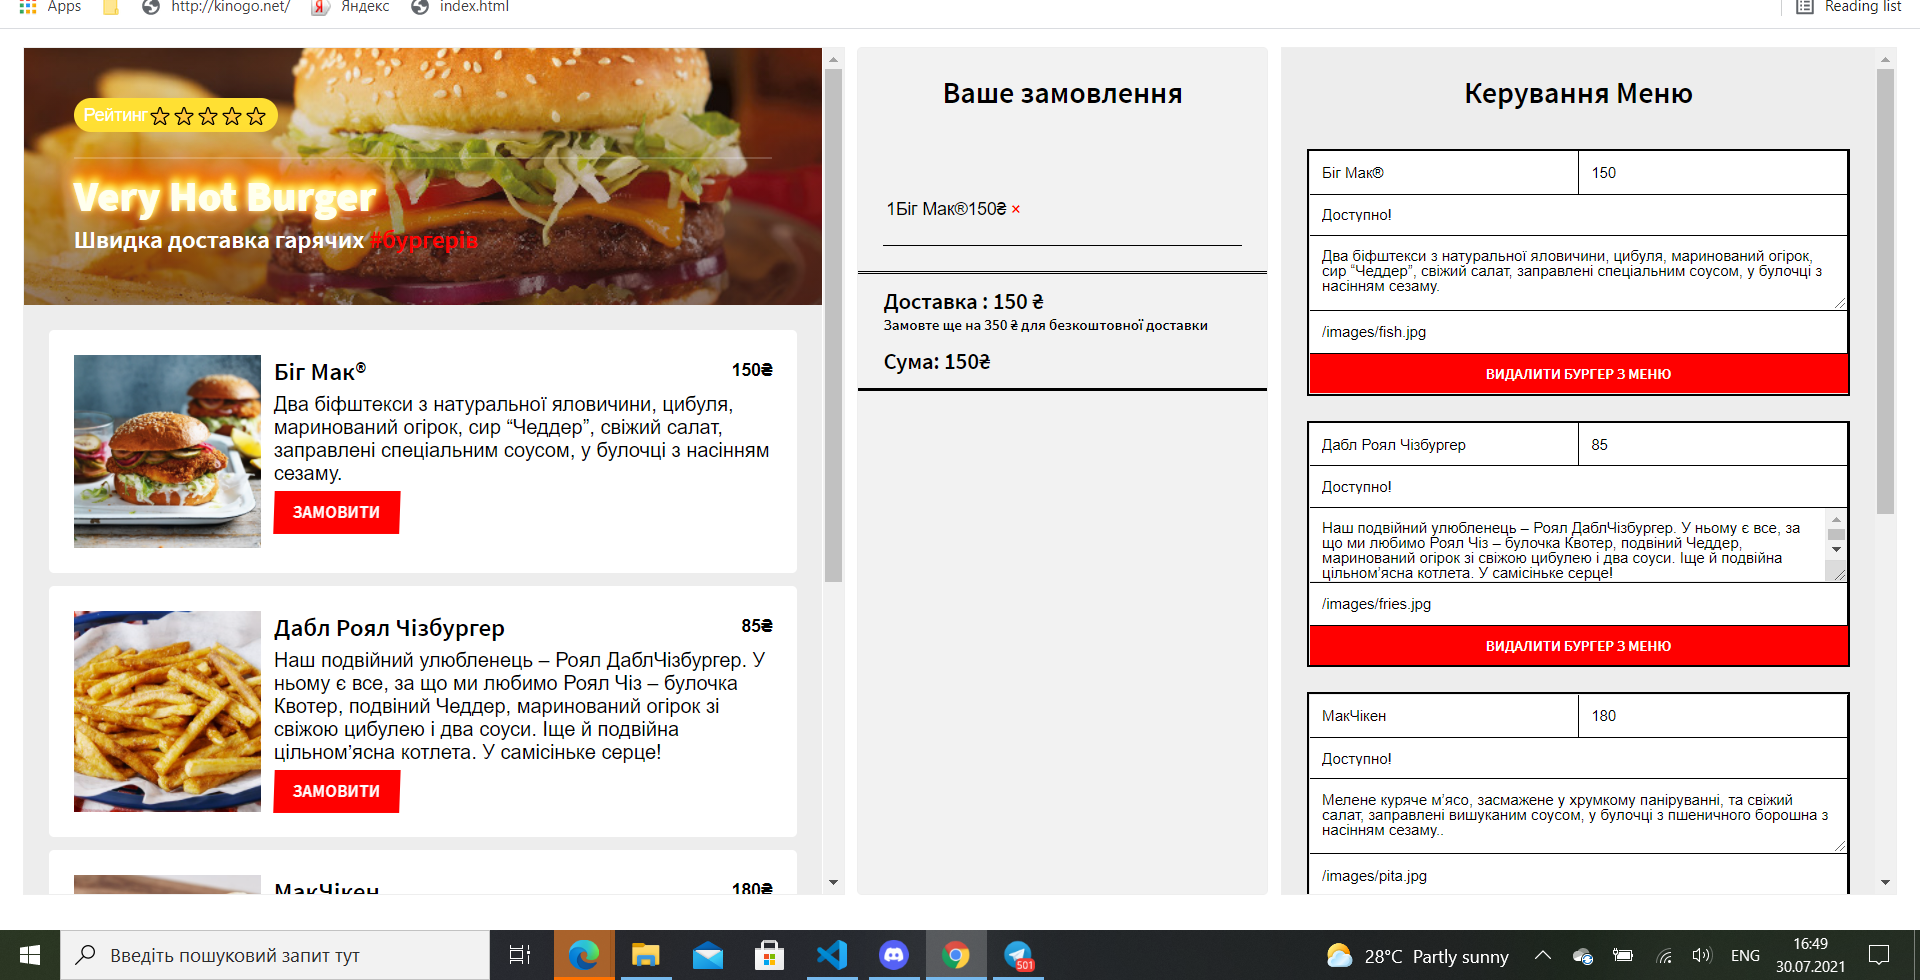 Apps
http://kinogo.net/
Яндекс
index.html
Reading list
Рейтинг
Very Hot Burger
Швидка доставка гарячих #бургерів
Біг Мак®
150₴
Два біфштекси з натуральної яловичини, цибуля,
маринований огірок, сир “Чеддер”, свіжий салат,
заправлені спеціальним соусом, у булочці з насінням
сезаму.
ЗАМОВИТИ
Дабл Роял Чізбургер
85₴
Наш подвійний улюбленець – Роял ДаблЧізбургер. У
ньому є все, за що ми любимо Роял Чіз – булочка
Квотер, подвіний Чеддер, маринований огірок зі
свіжою цибулею і два соуси. Іще й подвійна
цільном’ясна котлета. У самісіньке серце!
ЗАМОВИТИ
МакЧікен
180₴
Ваше замовлення
1Біг Мак®150₴ ×
Доставка : 150 ₴
Замовте ще на 350 ₴ для безкоштовної доставки
Сума: 150₴
Керування Меню
Біг Мак®
150
Доступно!
Два біфштекси з натуральної яловичини, цибуля, маринований огірок,
сир “Чеддер”, свіжий салат, заправлені спеціальним соусом, у булочці з
насінням сезаму.
/images/fish.jpg
ВИДАЛИТИ БУРГЕР З МЕНЮ
Дабл Роял Чізбургер
85
Доступно!
Наш подвійний улюбленець – Роял ДаблЧізбургер. У ньому є все, за
що ми любимо Роял Чіз – булочка Квотер, подвіний Чеддер,
маринований огірок зі свіжою цибулею і два соуси. Іще й подвійна
цільном’ясна котлета. У самісіньке серце!
/images/fries.jpg
ВИДАЛИТИ БУРГЕР З МЕНЮ
МакЧікен
180
Доступно!
Мелене куряче м’ясо, засмажене у хрумкому паніруванні, та свіжий
салат, заправлені вишуканим соусом, у булочці з пшеничного борошна з
насінням сезаму..
/images/pita.jpg
Введіть пошуковий запит тут
501
28°C Partly sunny
ENG
16:49
30.07.2021